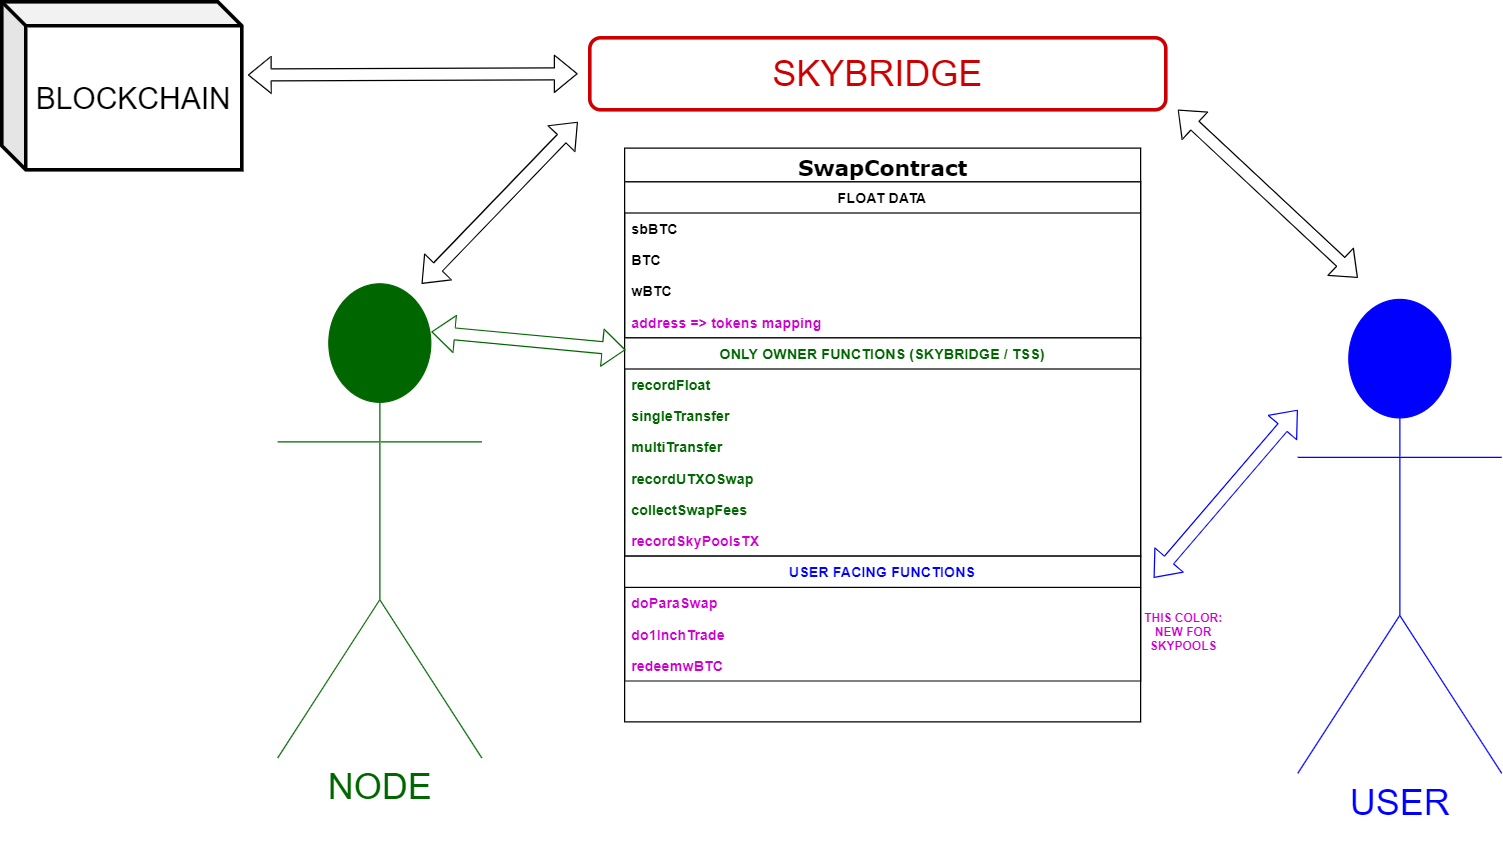 BLOCKCHAIN
SKYBRIDGE
SwapContract
FLOAT DATA
sbBTC
BTC
wBTC
address => tokens mapping
ONLY OWNER FUNCTIONS (SKYBRIDGE / TSS)
recordFloat
singleTransfer
multiTransfer
recordUTXOSwap
collectSwapFees
recordSkyPoolsTX
USER FACING FUNCTIONS
doParaSwap
do1InchTrade
redeemwBTC
THIS COLOR:
NEW FOR
SKYPOOLS
NODE
USER